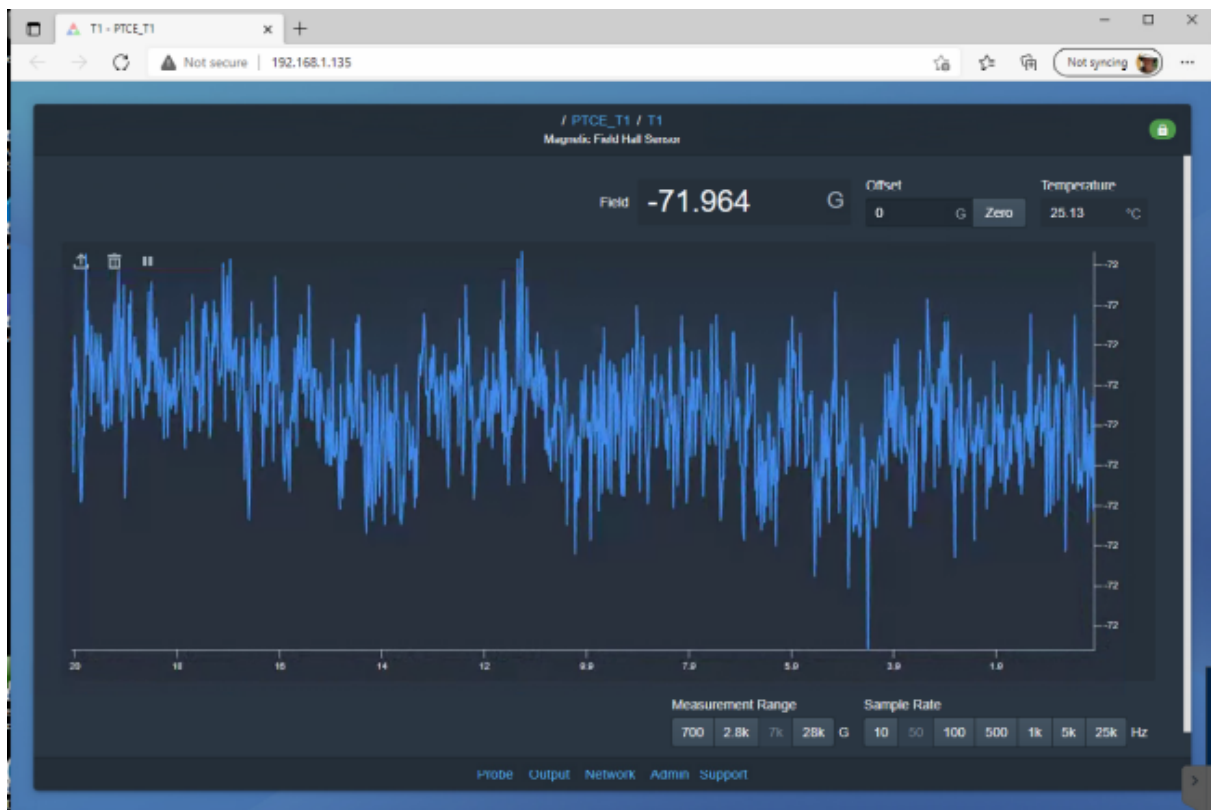 T1 - PTCE_T1
Not secure | 192.168.1.135
Not syncing
/ PTCE_T1 / T1
Magnetic Field Hall Sensor
Field -71.964 G
Offset
0 G Zero
Temperature
25.13 °C
-72
-72
-72
-72
-72
-72
-72
-72
-72
-72
20 18 16 14 12 9.9 7.9 5.9 3.9 1.9
Measurement Range
700 2.8k 7k 28k G
Sample Rate
10 50 100 500 1k 5k 25k Hz
Probe Output Network Admin Support